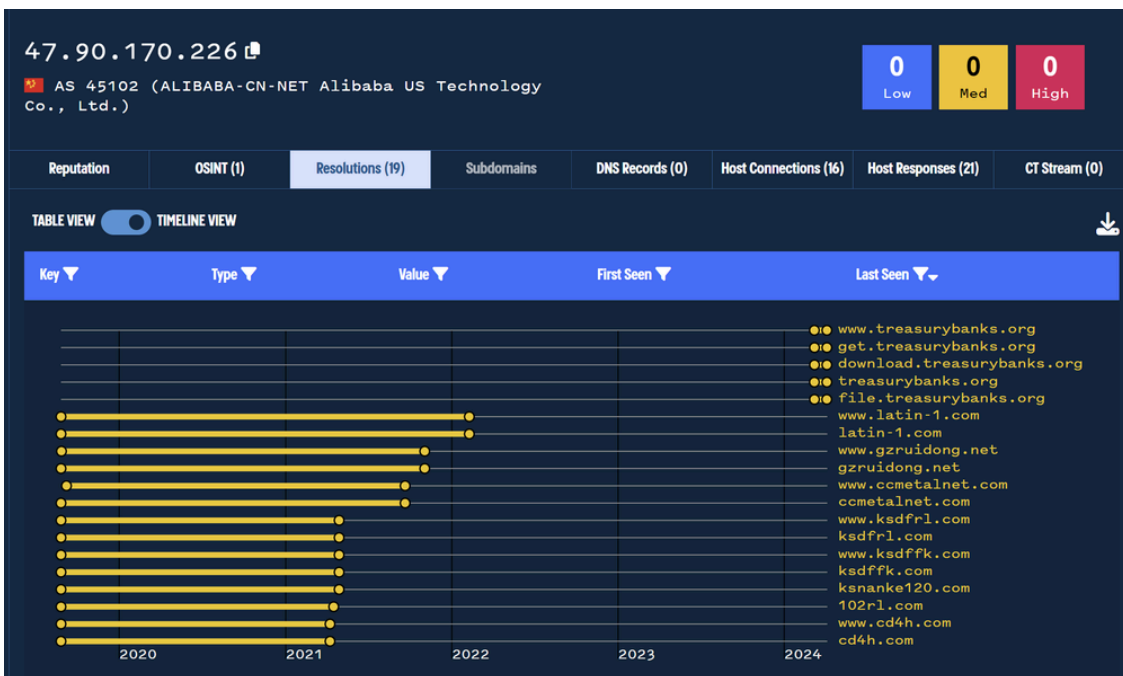 47.90.170.226
AS 45102 (ALIBABA-CN-NET Alibaba US Technology
Co., Ltd.)
0 0 0
Low Med High
Reputation OSINT (1) Resolutions (19) Subdomains DNS Records (0) Host Connections (16) Host Responses (21) CT Stream (0)
TABLE VIEW TIMELINE VIEW
Key Type Value First Seen Last Seen
www.treasurybanks.org
get.treasurybanks.org
download.treasurybanks.org
treasurybanks.org
file.treasurybanks.org
www.latin-1.com
latin-1.com
www.gzruidong.net
gzruidong.net
www.ccmetalnet.com
ccmetalnet.com
www.ksdfrl.com
ksdfrl.com
www.ksdffk.com
ksdffk.com
ksnanke120.com
102rl.com
www.cd4h.com
cd4h.com
2020 2021 2022 2023 2024